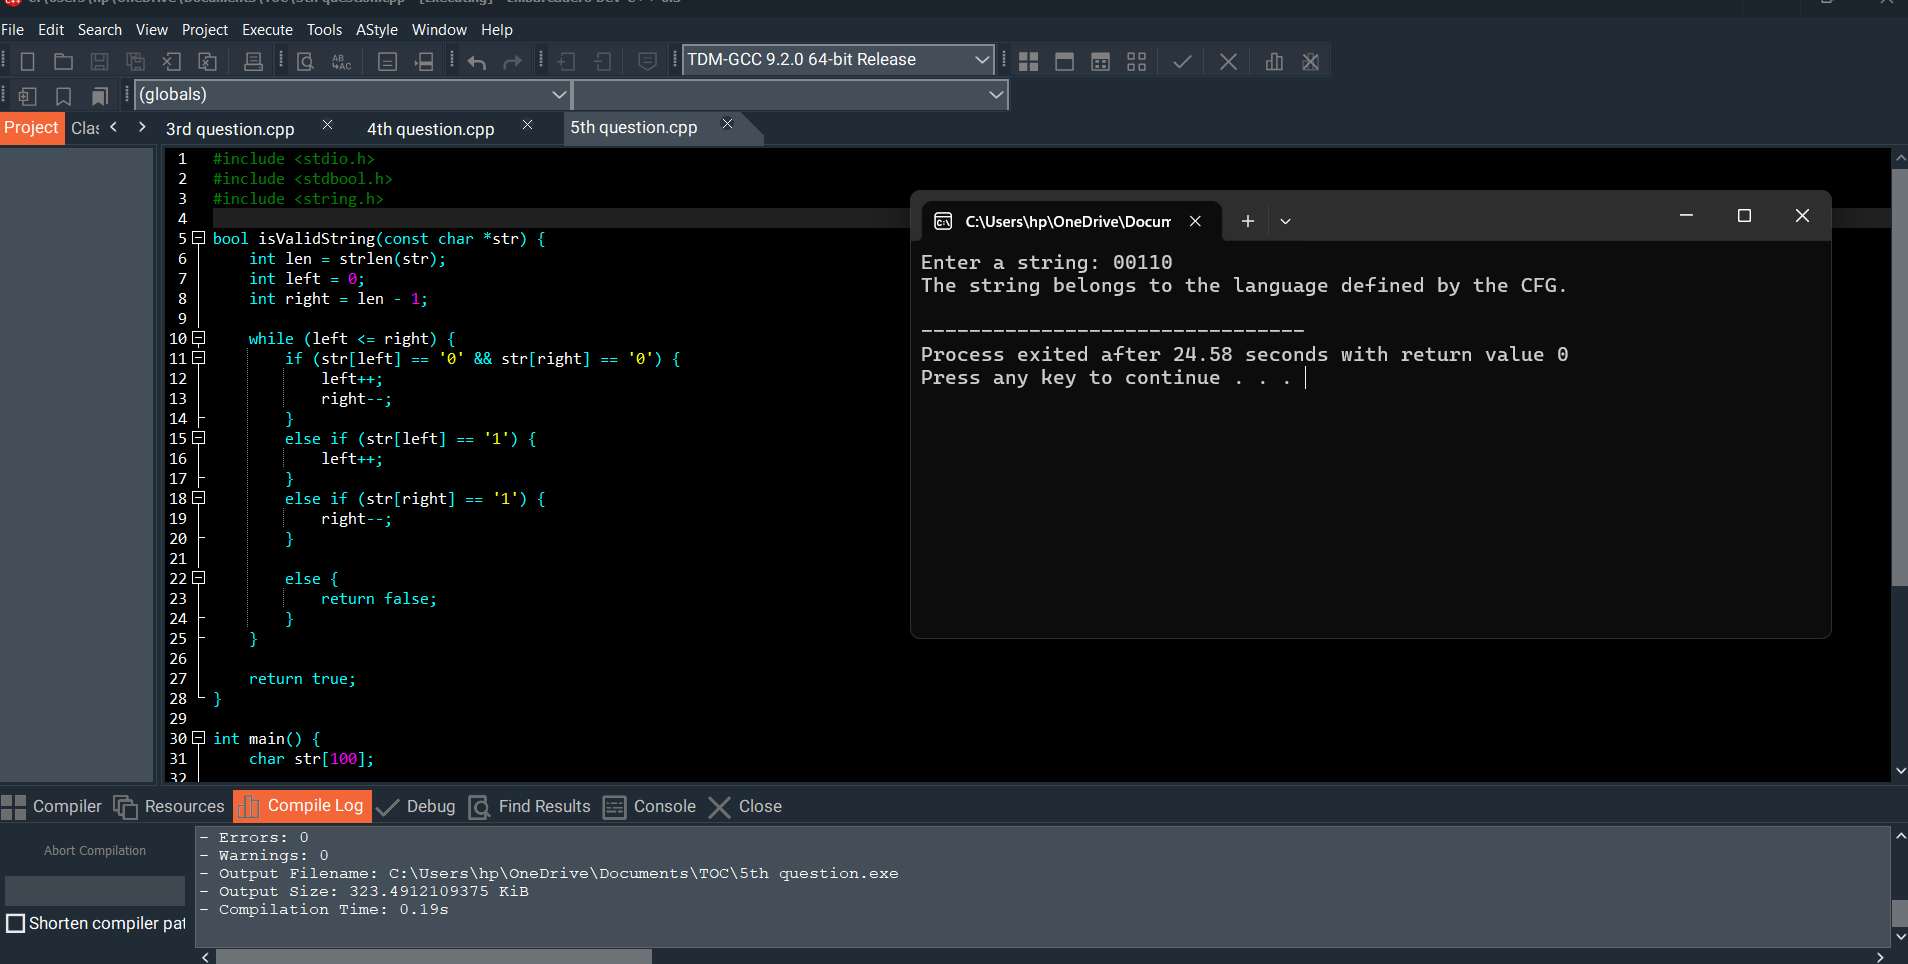 File Edit Search View Project Execute Tools AStyle Window Help
TDM-GCC 9.2.0 64-bit Release
(globals)
Project Clas 3rd question.cpp 4th question.cpp 5th question.cpp
1 #include <stdio.h>
2 #include <stdbool.h>
3 #include <string.h>
4
5 bool isValidString(const char *str) {
6 int len = strlen(str);
7 int left = 0;
8 int right = len - 1;
9
10 while (left <= right) {
11 if (str[left] == '0' && str[right] == '0') {
12 left++;
13 right--;
14 }
15 else if (str[left] == '1') {
16 left++;
17 }
18 else if (str[right] == '1') {
19 right--;
20 }
21
22 else {
23 return false;
24 }
25 }
26
27 return true;
28 }
29
30 int main() {
31 char str[100];
32
C:\Users\hp\OneDrive\Docum
Enter a string: 00110
The string belongs to the language defined by the CFG.
--------------------------------
Process exited after 24.58 seconds with return value 0
Press any key to continue . . .
Compiler Resources Compile Log Debug Find Results Console Close
Abort Compilation
Shorten compiler pat
- Errors: 0
- Warnings: 0
- Output Filename: C:\Users\hp\OneDrive\Documents\TOC\5th question.exe
- Output Size: 323.4912109375 KiB
- Compilation Time: 0.19s